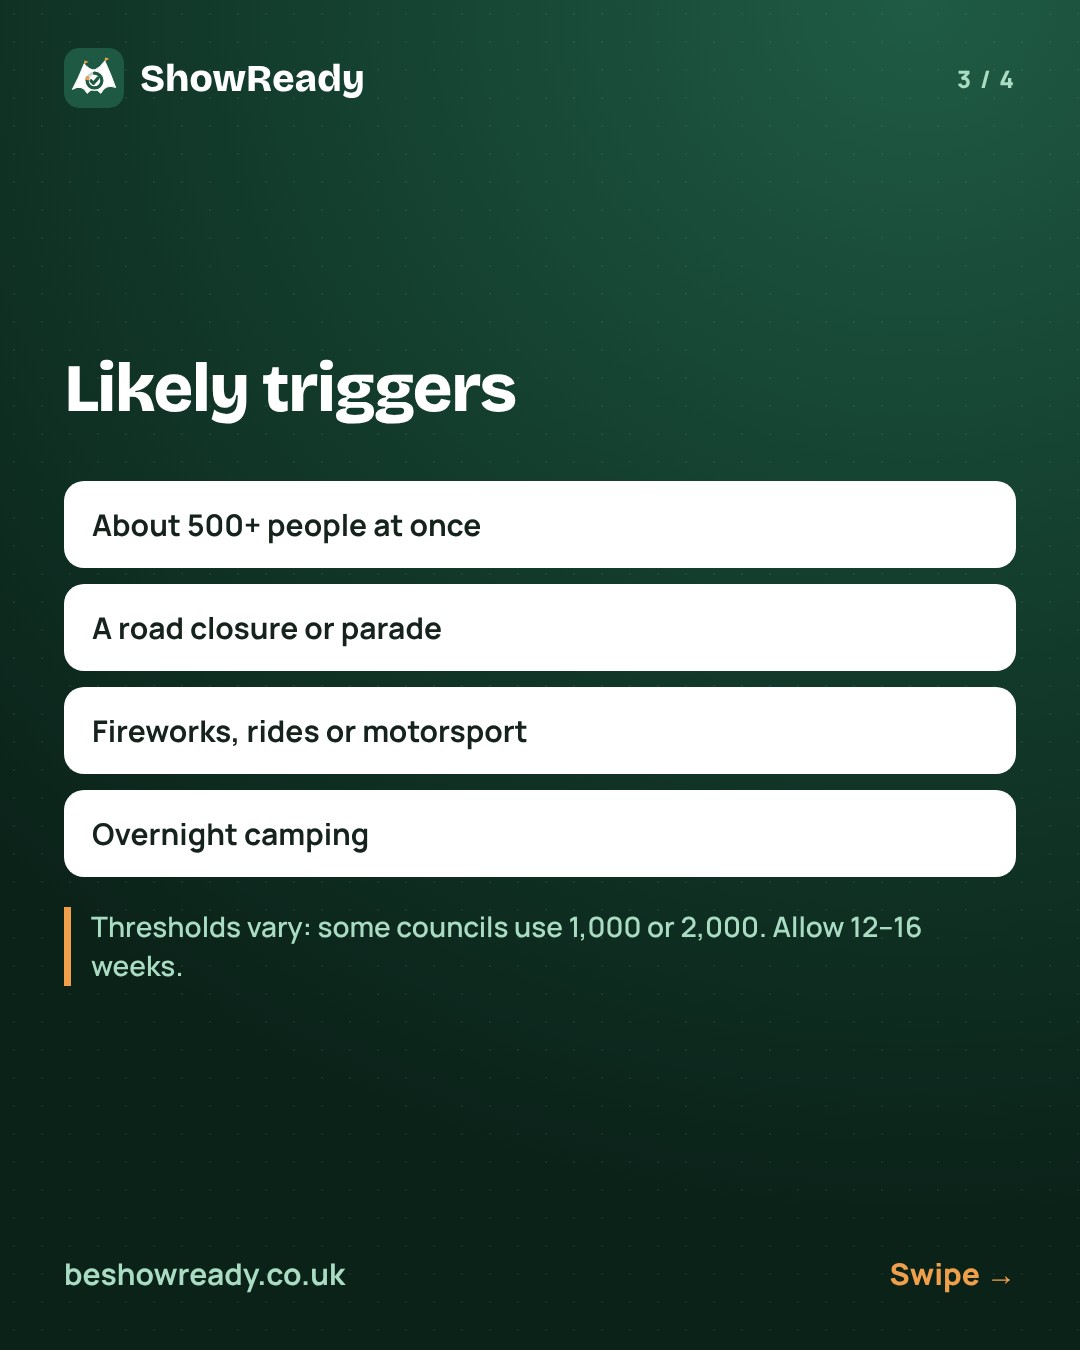 ShowReady
3 / 4
Likely triggers
About 500+ people at once
A road closure or parade
Fireworks, rides or motorsport
Overnight camping
Thresholds vary: some councils use 1,000 or 2,000. Allow 12–16
weeks.
beshowready.co.uk
Swipe →